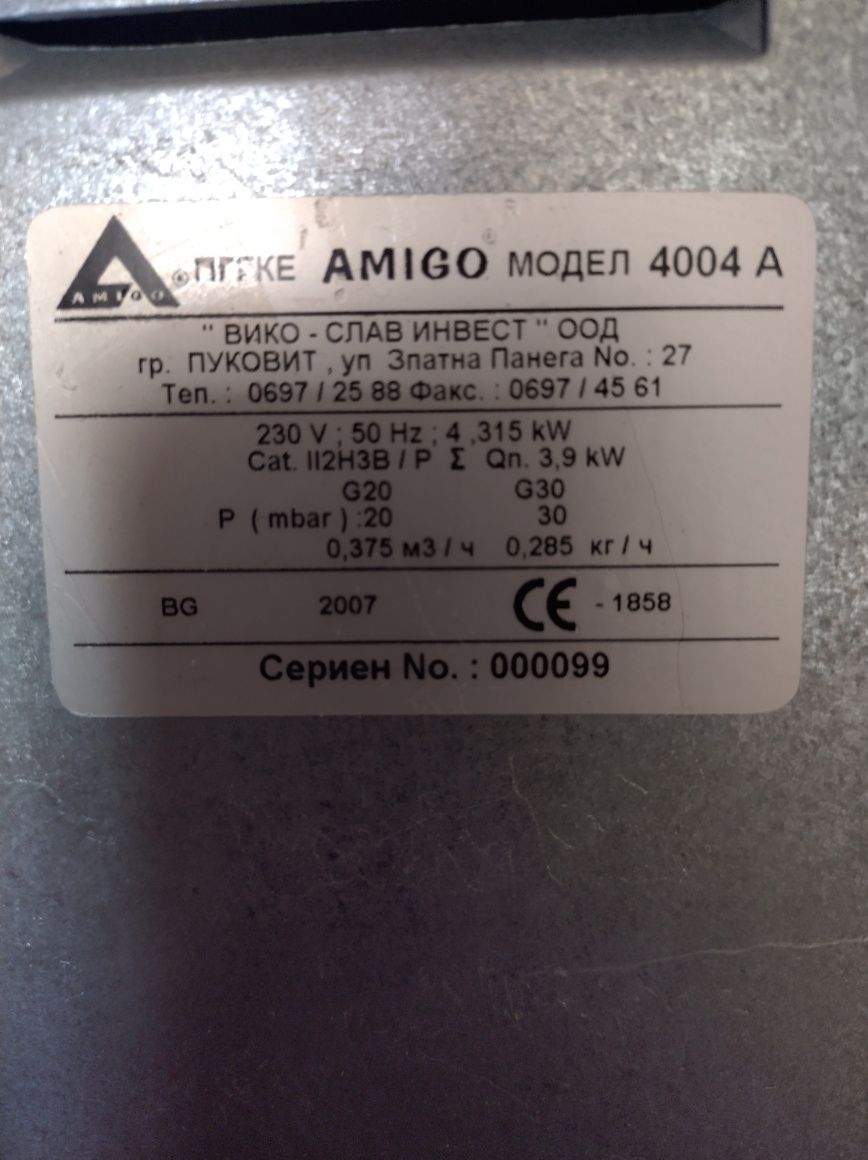 AMIGO
® ПГГКЕ AMIGO ® МОДЕЛ 4004 А
" ВИКО - СЛАВ ИНВЕСТ " ООД
гр. ЛУКОВИТ , ул Златна Панега No. : 27
Тел. : 0697 / 25 88 Факс. : 0697 / 45 61
230 V ; 50 Hz ; 4 ,315 kW
Cat. II2H3B / P Σ Qn. 3,9 kW
G20 G30
P ( mbar ) :20 30
0,375 м3 / ч 0,285 кг / ч
BG 2007 CE - 1858
Сериен No. : 000099